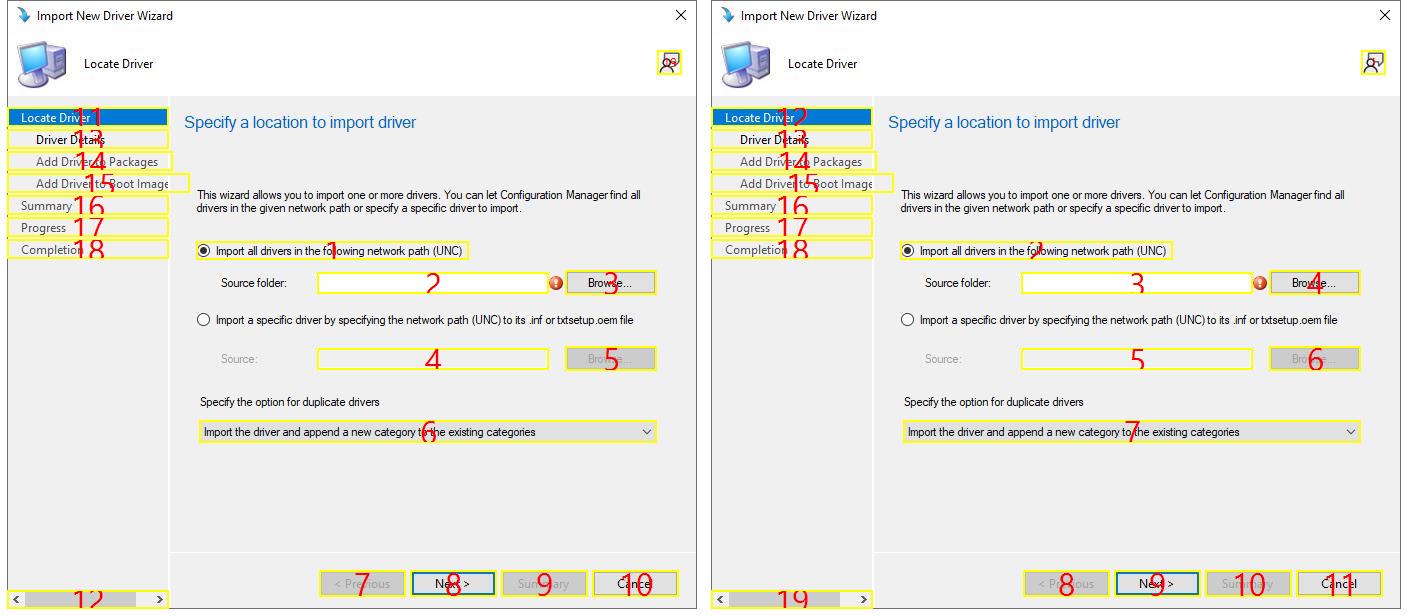 Import New Driver Wizard
Locate Driver
19
Locate Driver
11
Driver Details
13
Add Driver to Packages
14
Add Driver to Boot Image
15
Summary
16
Progress
17
Completion
18
12
Specify a location to import driver
This wizard allows you to import one or more drivers. You can let Configuration Manager find all
drivers in the given network path or specify a specific driver to import.
Import all drivers in the following network path (UNC)
1
Source folder:
2
Browse...
3
Import a specific driver by specifying the network path (UNC) to its .inf or txtsetup.oem file
Source:
4
Browse...
5
Specify the option for duplicate drivers
Import the driver and append a new category to the existing categories
6
< Previous
7
Next >
8
Summary
9
Cancel
10
Import New Driver Wizard
Locate Driver
Locate Driver
12
Driver Details
13
Add Driver to Packages
14
Add Driver to Boot Image
15
Summary
16
Progress
17
Completion
18
19
Specify a location to import driver
This wizard allows you to import one or more drivers. You can let Configuration Manager find all
drivers in the given network path or specify a specific driver to import.
Import all drivers in the following network path (UNC)
2
Source folder:
3
Browse...
4
Import a specific driver by specifying the network path (UNC) to its .inf or txtsetup.oem file
Source:
5
Browse...
6
Specify the option for duplicate drivers
Import the driver and append a new category to the existing categories
7
< Previous
8
Next >
9
Summary
10
Cancel
11